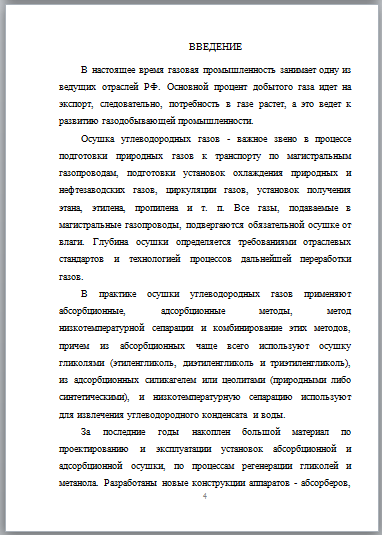 ВВЕДЕНИЕ
В настоящее время газовая промышленность занимает одну из
ведущих отраслей РФ. Основной процент добытого газа идет на
экспорт, следовательно, потребность в газе растет, а это ведет к
развитию газодобывающей промышленности.
Осушка углеводородных газов - важное звено в процессе
подготовки природных газов к транспорту по магистральным
газопроводам, подготовки установок охлаждения природных и
нефтезаводских газов, циркуляции газов, установок получения
этана, этилена, пропилена и т. п. Все газы, подаваемые в
магистральные газопроводы, подвергаются обязательной осушке от
влаги. Глубина осушки определяется требованиями отраслевых
стандартов и технологией процессов дальнейшей переработки
газов.
В практике осушки углеводородных газов применяют
абсорбционные, адсорбционные методы, метод
низкотемпературной сепарации и комбинирование этих методов,
причем из абсорбционных чаще всего используют осушку
гликолями (этиленгликоль, диэтиленгликоль и триэтиленгликоль),
из адсорбционных силикагелем или цеолитами (природными либо
синтетическими), и низкотемпературную сепарацию используют
для извлечения углеводородного конденсата и воды.
За последние годы накоплен большой материал по
проектированию и эксплуатации установок абсорбционной и
адсорбционной осушки, по процессам регенерации гликолей и
метанола. Разработаны новые конструкции аппаратов - абсорберов,
4